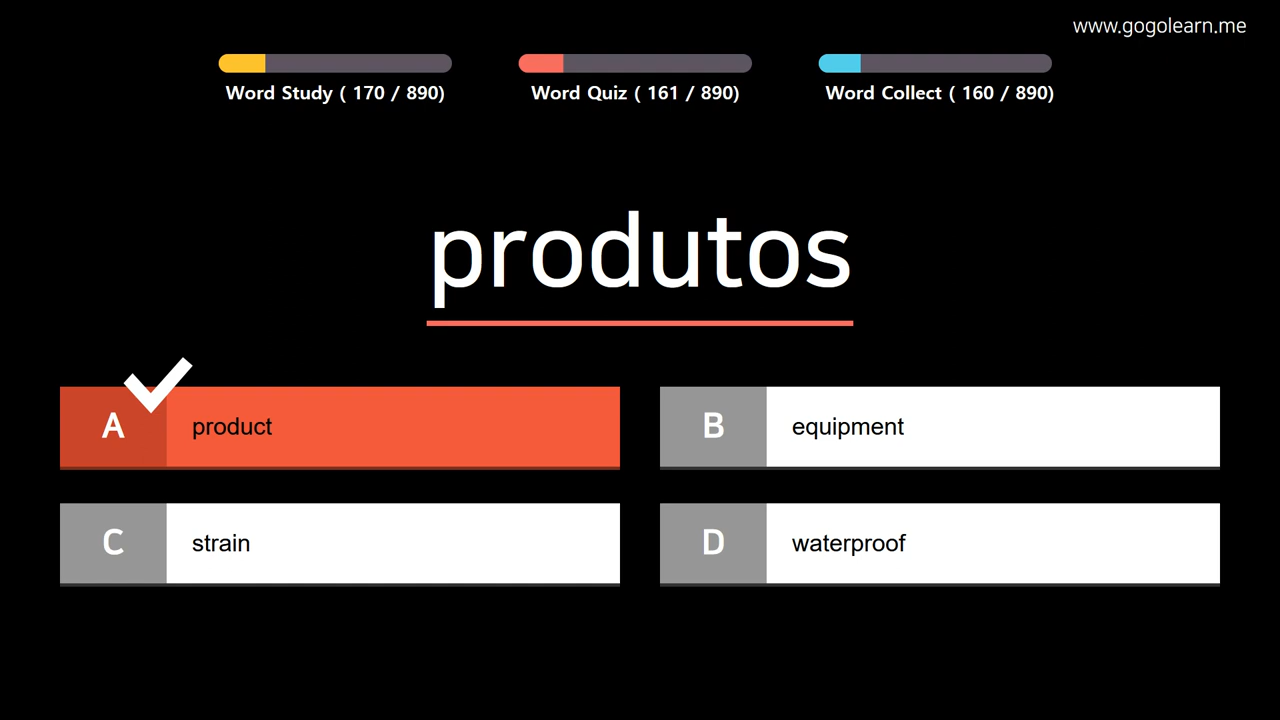 www.gogolearn.me
Word Study ( 170 / 890)
Word Quiz ( 161 / 890)
Word Collect ( 160 / 890)
produtos
A product
B equipment
C strain
D waterproof